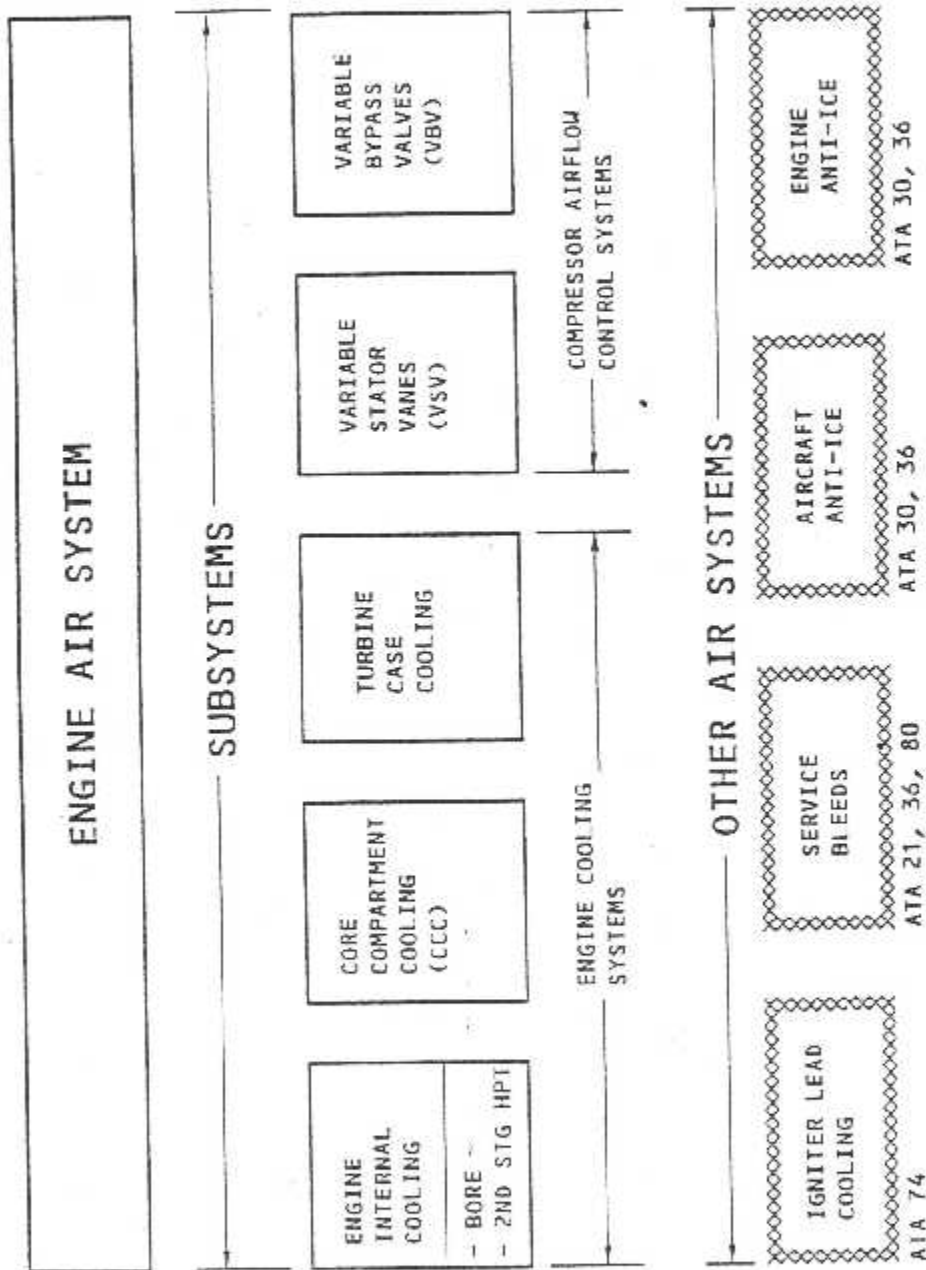 ENGINE AIR SYSTEM
SUBSYSTEMS
ENGINE
INTERNAL
COOLING
- BORE -
- 2ND STG HPT
CORE
COMPARTMENT
COOLING
(CCC)
TURBINE
CASE
COOLING
VARIABLE
STATOR
VANES
(VSV)
VARIABLE
BYPASS
VALVES
(VBV)
ENGINE COOLING
SYSTEMS
COMPRESSOR AIRFLOW
CONTROL SYSTEMS
OTHER AIR SYSTEMS
IGNITER LEAD
COOLING
ATA 74
SERVICE
BLEEDS
ATA 21, 36, 80
AIRCRAFT
ANTI-ICE
ATA 30, 36
ENGINE
ANTI-ICE
ATA 30, 36